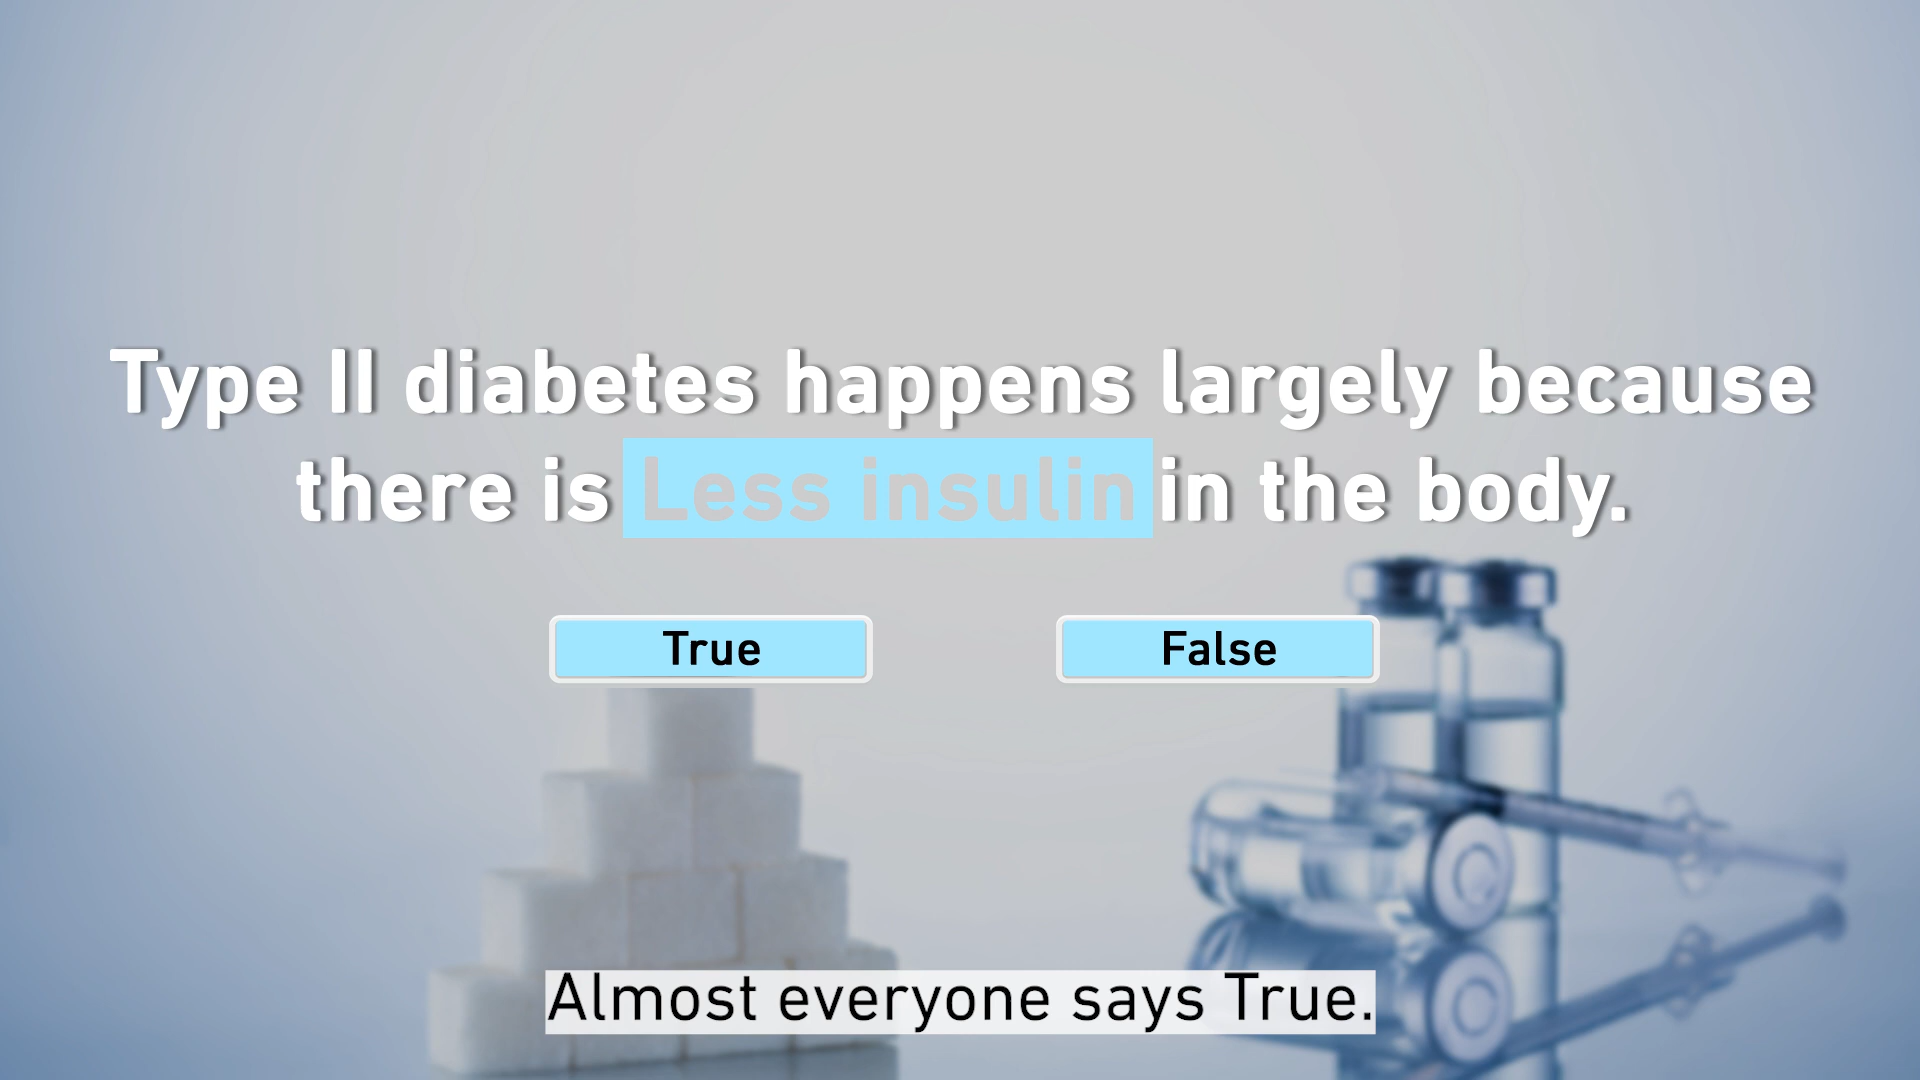 Type II diabetes happens largely because
there is Less insulin in the body.
True
False
Almost everyone says True.